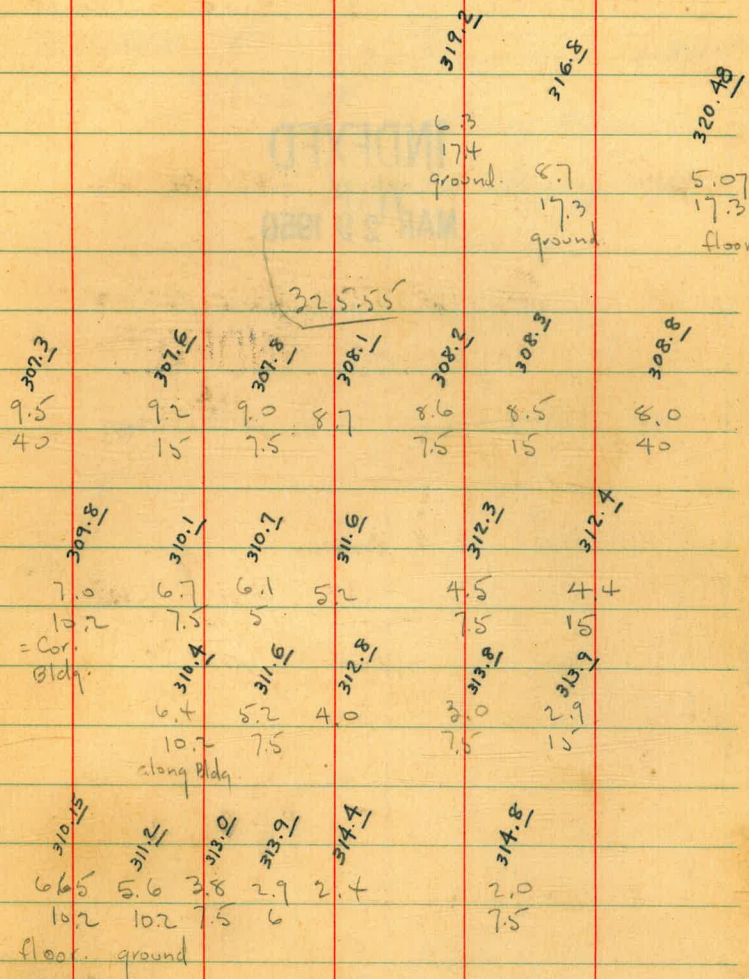 319.2 316.8 320.48
6.3 8.7 5.07
17.4 17.3 17.3
ground. ground floor
325.55
307.3 307.6 307.8 308.1 308.2 308.3 308.8
9.5 9.2 9.0 8.7 8.6 8.5 8.0
40 15 7.5 7.5 15 40
309.8 310.1 310.7 311.6 312.3 312.4
7.0 6.7 6.1 5.2 4.5 4.4
10.2 7.5 5 7.5 15
= Cor.
Bldg.
310.4 311.6 312.8 313.8 313.9
6.4 5.2 4.0 3.0 2.9
10.2 7.5 7.5 15
along Bldg
310.15 311.2 313.0 313.9 314.4 314.8
6.65 5.6 3.8 2.9 2.4 2.0
10.2 10.2 7.5 6 7.5
floor. ground
INDEXED
MAR 29 1950